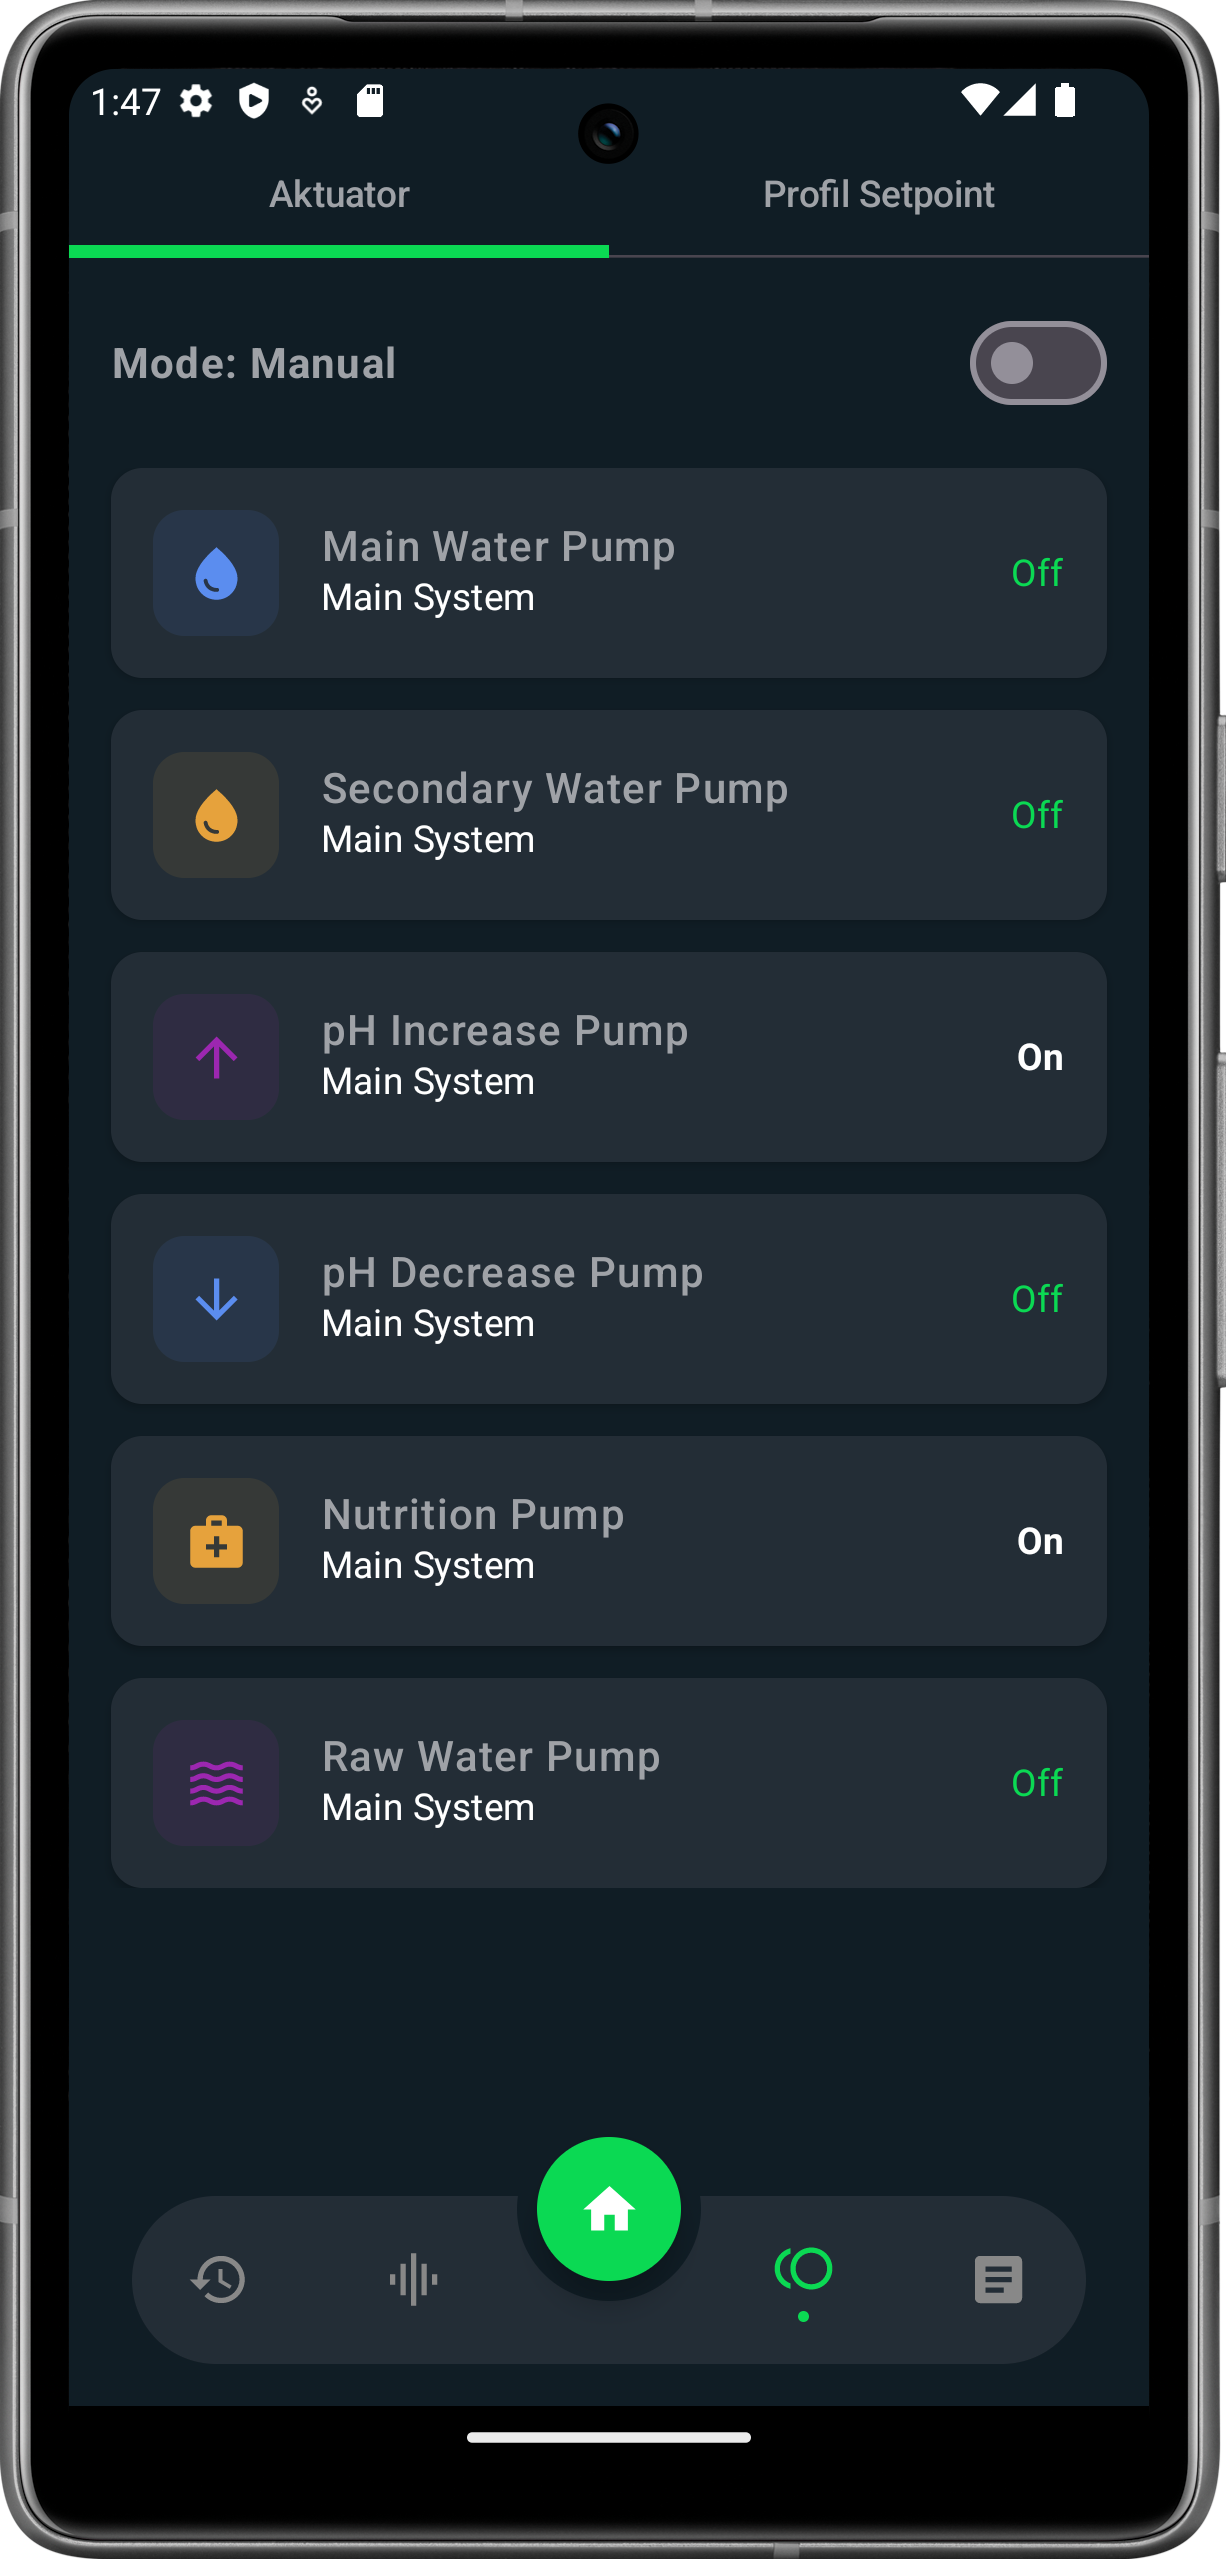 1:47
Aktuator
Profil Setpoint
Mode: Manual
Main Water Pump
Main System
Off
Secondary Water Pump
Main System
Off
pH Increase Pump
Main System
On
pH Decrease Pump
Main System
Off
Nutrition Pump
Main System
On
Raw Water Pump
Main System
Off